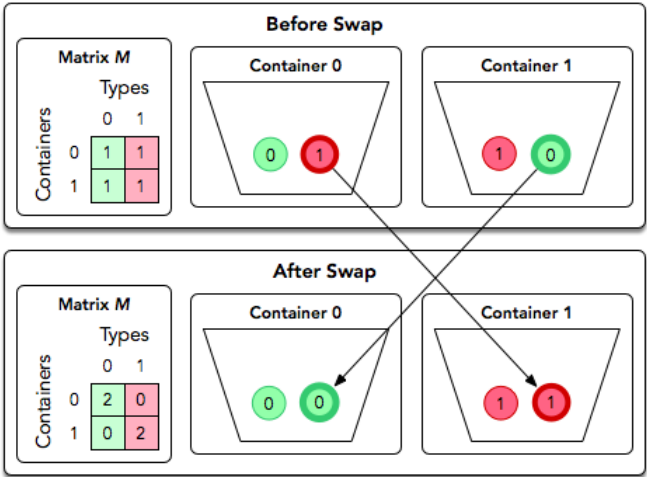 Before Swap
Matrix M
Types
0 1
Containers
0 1 1
1 1 1
Container 0
0 1
Container 1
1 0
After Swap
Matrix M
Types
0 1
Containers
0 2 0
1 0 2
Container 0
0 0
Container 1
1 1